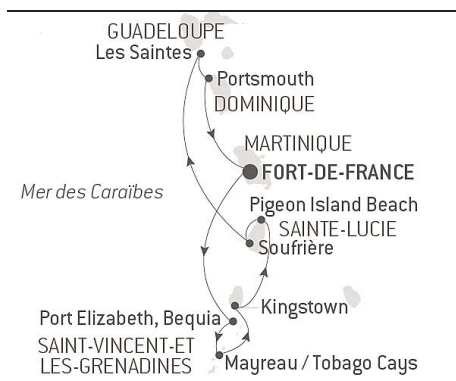 GUADELOUPE
Les Saintes
Portsmouth
DOMINIQUE
MARTINIQUE
FORT-DE-FRANCE
Mer des Caraïbes
Pigeon Island Beach
SAINTE-LUCIE
Soufrière
Kingstown
Port Elizabeth, Bequia
SAINT-VINCENT-ET
LES-GRENADINES
Mayreau / Tobago Cays